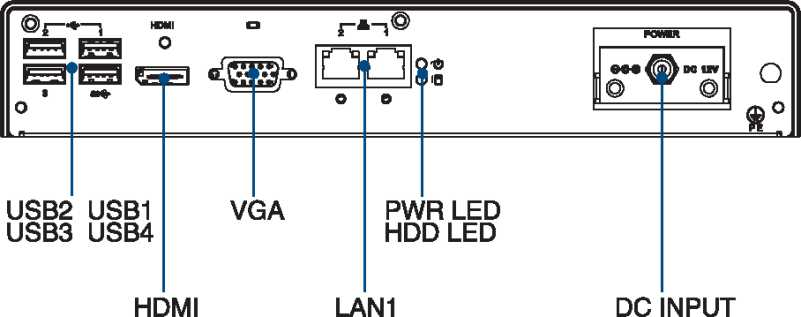 HDMI
2 1
2 1
POWER
DC 12V
3
PE
USB2 USB1
USB3 USB4
VGA
PWR LED
HDD LED
HDMI
LAN1
DC INPUT